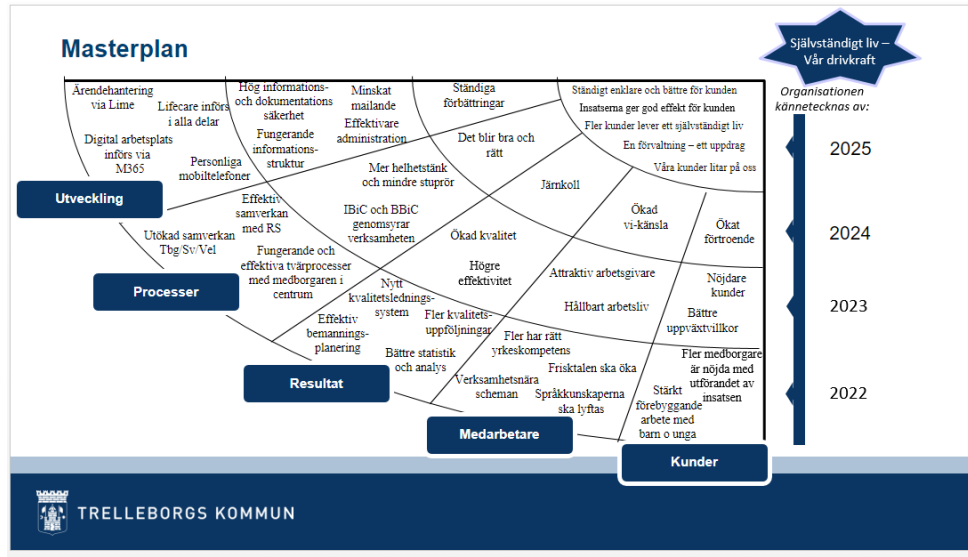 Masterplan
Självständigt liv –
Vår drivkraft
Organisationen
kännetecknas av:
2025
2024
2023
2022
Ärendehantering
via Lime
Lifecare införs
i alla delar
Digital arbetsplats
införs via
M365
Personliga
mobiltelefoner
Hög informations-
och dokumentations
säkerhet
Fungerande
informations-
struktur
Minskat
mailande
Effektivare
administration
Ständiga
förbättringar
Det blir bra och
rätt
Ständigt enklare och bättre för kunden
Insatserna ger god effekt för kunden
Fler kunder lever ett självständigt liv
En förvaltning – ett uppdrag
Våra kunder litar på oss
Utveckling
Utökad samverkan
Tbg/Sv/Vel
Effektiv
samverkan
med RS
Fungerande och
effektiva tvärprocesser
med medborgaren i
centrum
Mer helhetstänk
och mindre stuprör
IBiC och BBiC
genomsyrar
verksamheten
Processer
Effektiv
bemannings-
planering
Nytt
kvalitetslednings-
system
Fler kvalitets-
uppföljningar
Bättre statistik
och analys
Järnkoll
Ökad kvalitet
Högre
effektivitet
Resultat
Ökad
vi-känsla
Attraktiv arbetsgivare
Hållbart arbetsliv
Fler har rätt
yrkeskompetens
Frisktalen ska öka
Verksamhetsnära
scheman
Språkkunskaperna
ska lyftas
Medarbetare
Ökat
förtroende
Nöjdare
kunder
Bättre
uppväxtvillkor
Fler medborgare
är nöjda med
utförandet av
insatsen
Stärkt
förebyggande
arbete med
barn o unga
Kunder
TRELLEBORGS KOMMUN